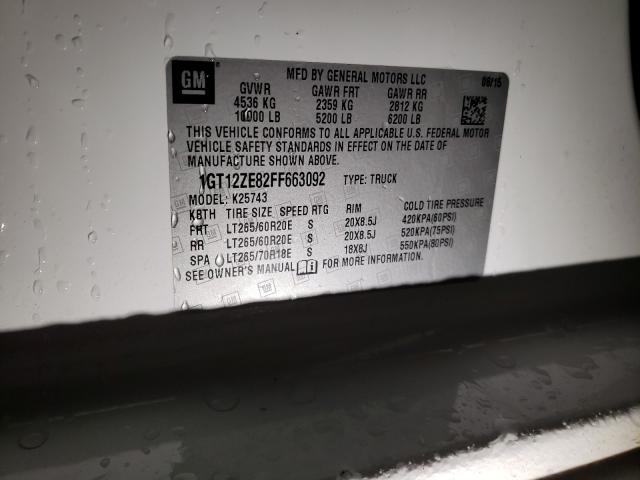 GM
MFD BY GENERAL MOTORS LLC 08/15
GVWR GAWR FRT GAWR RR
4536 KG 2359 KG 2812 KG
10000 LB 5200 LB 6200 LB
THIS VEHICLE CONFORMS TO ALL APPLICABLE U.S. FEDERAL MOTOR
VEHICLE SAFETY STANDARDS IN EFFECT ON THE DATE OF
MANUFACTURE SHOWN ABOVE.
1GT12ZE82FF663092 TYPE: TRUCK
MODEL: K25743
K8TH TIRE SIZE SPEED RTG RIM COLD TIRE PRESSURE
FRT LT265/60R20E S 20X8.5J 420KPA(60PSI)
RR LT265/60R20E S 20X8.5J 520KPA(75PSI)
SPA LT265/70R18E S 18X8J 550KPA(80PSI)
SEE OWNER'S MANUAL FOR MORE INFORMATION.